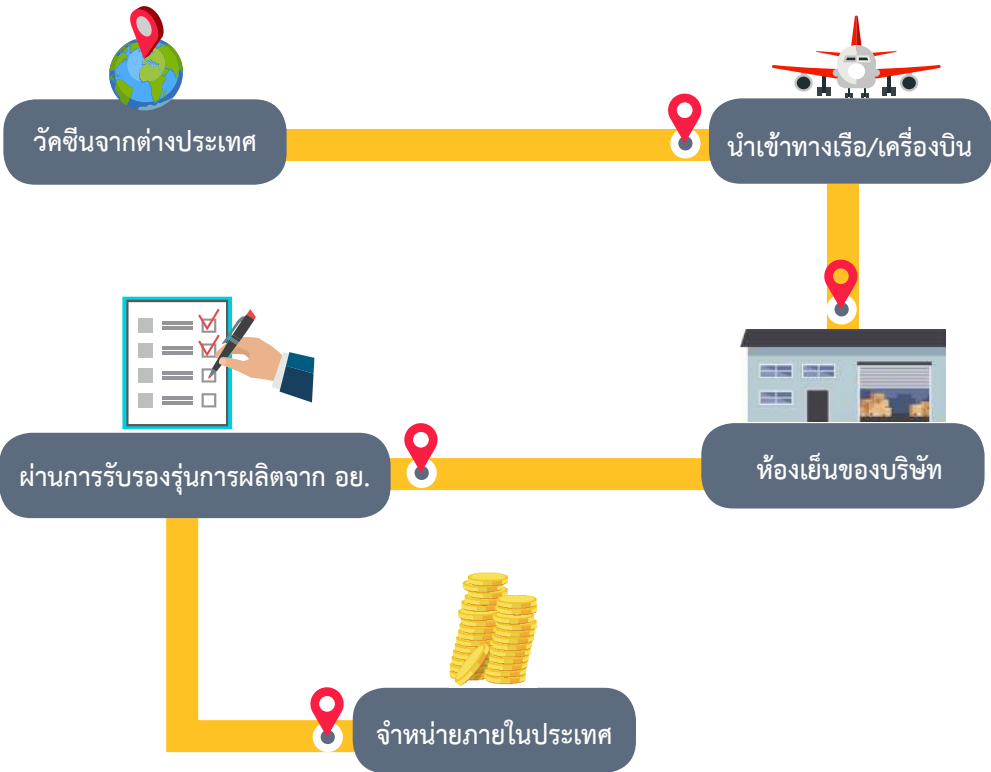 วัคซีนจากต่างประเทศ
นำเข้าทางเรือ/เครื่องบิน
ห้องเย็นของบริษัท
ผ่านการรับรองรุ่นการผลิตจาก อย.
จำหน่ายภายในประเทศ